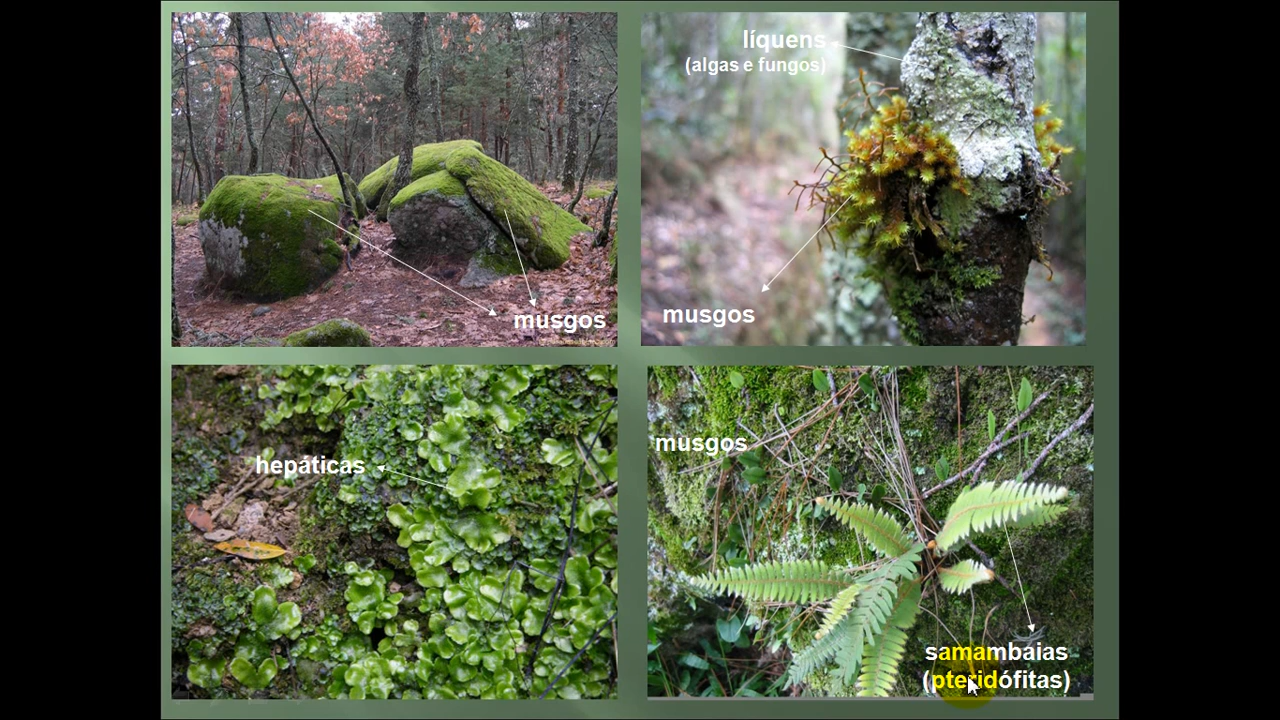 musgos
líquens
(algas e fungos)
musgos
hepáticas
musgos
samambaias
(pteridófitas)